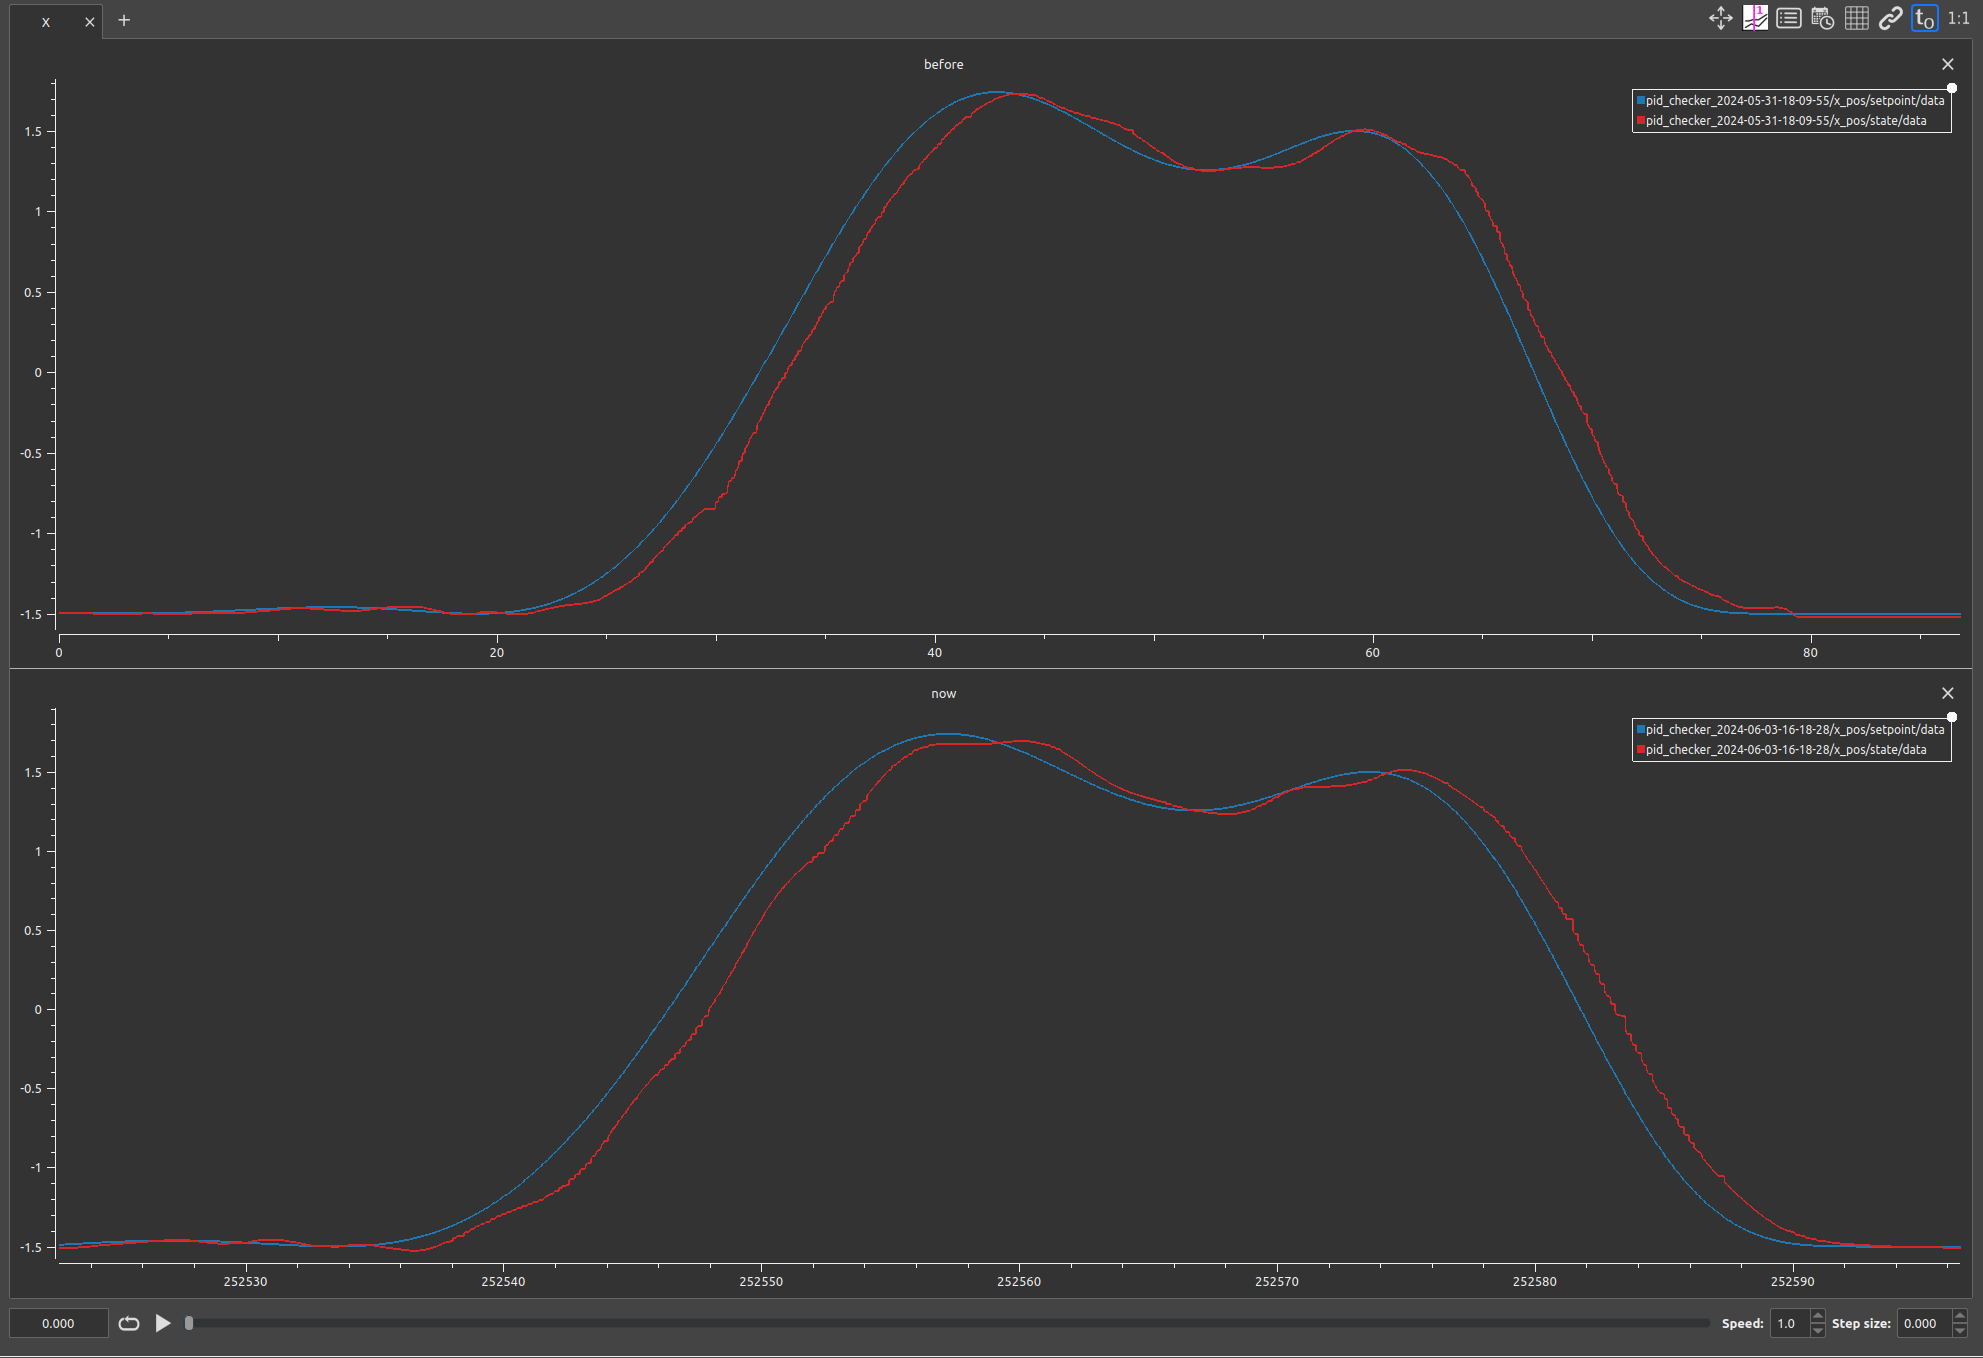 X
1
t0
1:1
before
pid_checker_2024-05-31-18-09-55/x_pos/setpoint/data
pid_checker_2024-05-31-18-09-55/x_pos/state/data
1.5
1
0.5
0
-0.5
-1
-1.5
0 20 40 60 80
now
pid_checker_2024-06-03-16-18-28/x_pos/setpoint/data
pid_checker_2024-06-03-16-18-28/x_pos/state/data
1.5
1
0.5
0
-0.5
-1
-1.5
252530 252540 252550 252560 252570 252580 252590
0.000 Speed: 1.0 Step size: 0.000